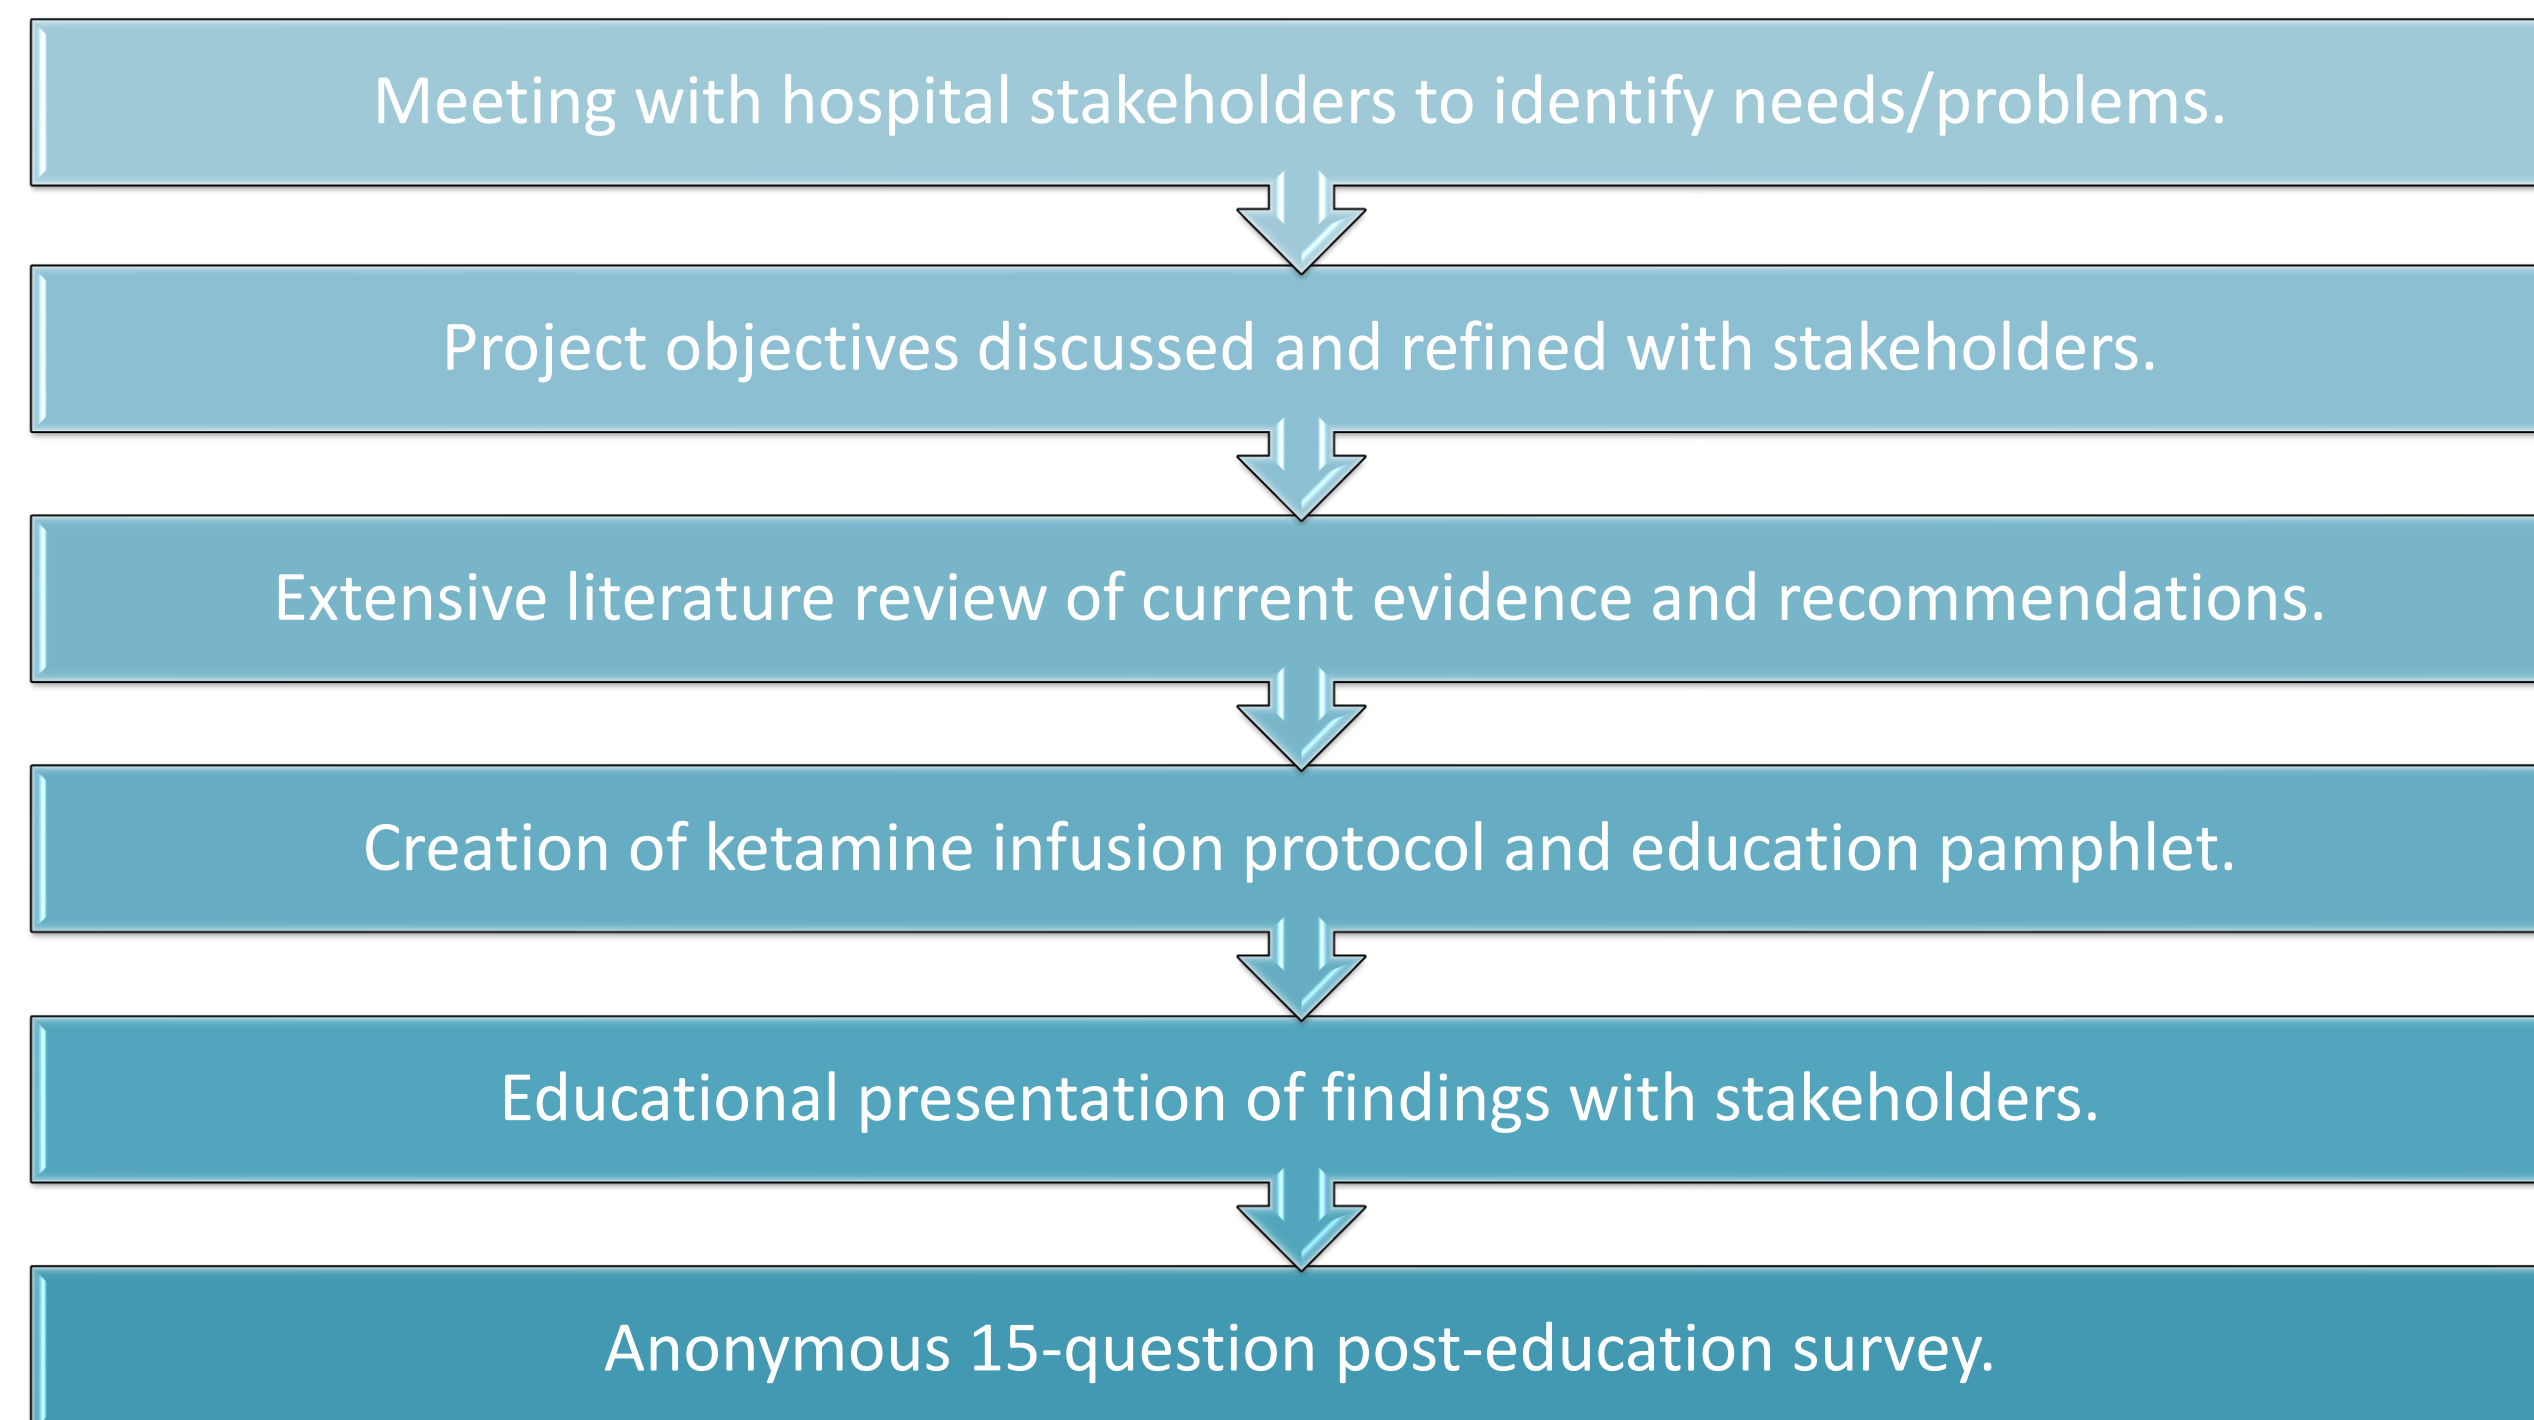 Meeting with hospital stakeholders to identify needs/problems.
Project objectives discussed and refined with stakeholders.
Extensive literature review of current evidence and recommendations.
Creation of ketamine infusion protocol and education pamphlet.
Educational presentation of findings with stakeholders.
Anonymous 15-question post-education survey.